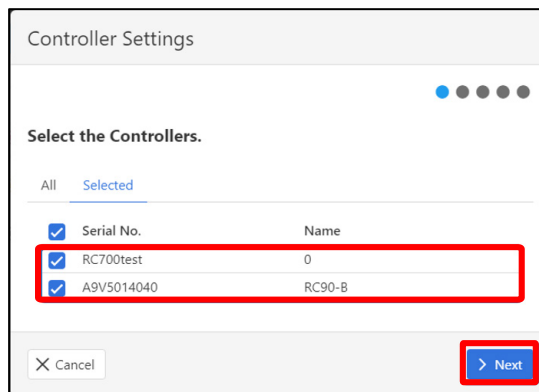 Controller Settings
Select the Controllers.
All Selected
Serial No. Name
RC700test 0
A9V5014040 RC90-B
Cancel Next